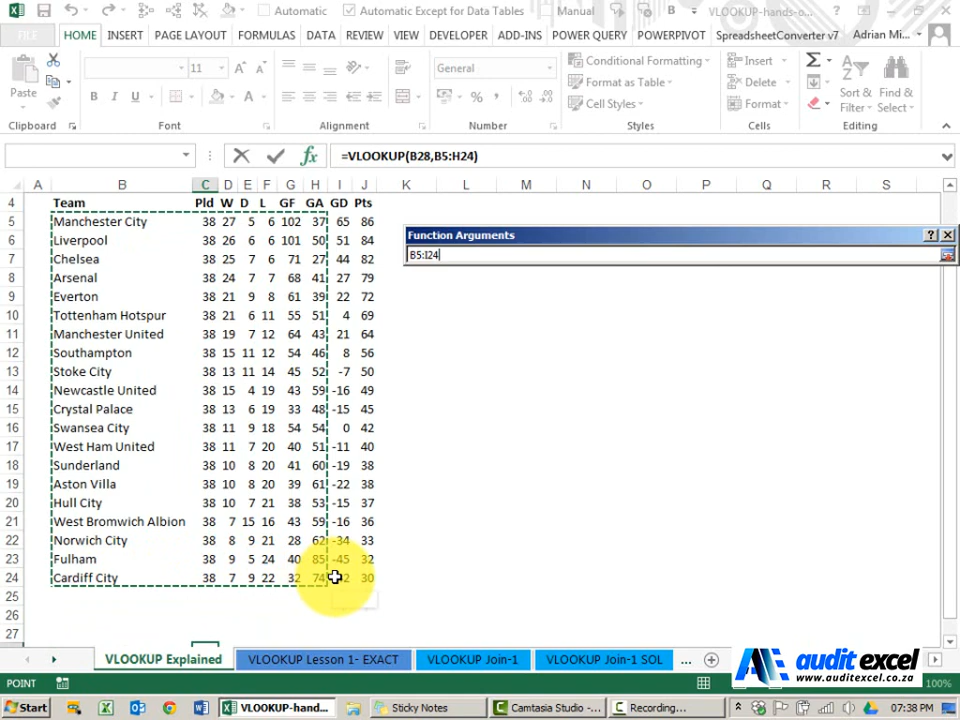 Automatic Automatic Except for Data Tables Manual B VLOOKUP-hands-o...
FILE HOME INSERT PAGE LAYOUT FORMULAS DATA REVIEW VIEW DEVELOPER ADD-INS POWER QUERY POWERPIVOT SpreadsheetConverter v7 Adrian Mi...
Paste 11 General Conditional Formatting Insert Sort & Find &
B I U % Format as Table Delete Filter Select
Cell Styles Format
Clipboard Font Alignment Number Styles Cells Editing
fx =VLOOKUP(B28,B5:H24)
A B C D E F G H I J K L M N O P Q R S
4 Team Pld W D L GF GA GD Pts
5 Manchester City 38 27 5 6 102 37 65 86
Function Arguments ?
6 Liverpool 38 26 6 6 101 50 51 84
B5:I24
7 Chelsea 38 25 7 6 71 27 44 82
8 Arsenal 38 24 7 7 68 41 27 79
9 Everton 38 21 9 8 61 39 22 72
10 Tottenham Hotspur 38 21 6 11 55 51 4 69
11 Manchester United 38 19 7 12 64 43 21 64
12 Southampton 38 15 11 12 54 46 8 56
13 Stoke City 38 13 11 14 45 52 -7 50
14 Newcastle United 38 15 4 19 43 59 -16 49
15 Crystal Palace 38 13 6 19 33 48 -15 45
16 Swansea City 38 11 9 18 54 54 0 42
17 West Ham United 38 11 7 20 40 51 -11 40
18 Sunderland 38 10 8 20 41 60 -19 38
19 Aston Villa 38 10 8 20 39 61 -22 38
20 Hull City 38 10 7 21 38 53 -15 37
21 West Bromwich Albion 38 7 15 16 43 59 -16 36
22 Norwich City 38 8 9 21 28 62 -34 33
23 Fulham 38 9 5 24 40 85 -45 32
24 Cardiff City 38 7 9 22 32 74 30
25
26
27
VLOOKUP Explained VLOOKUP Lesson 1- EXACT VLOOKUP Join-1 VLOOKUP Join-1 SOL ...
audit excel
www.auditexcel.co.za
POINT 100%
Start VLOOKUP-hand... Sticky Notes Camtasia Studio -... Recording... 07:38 PM